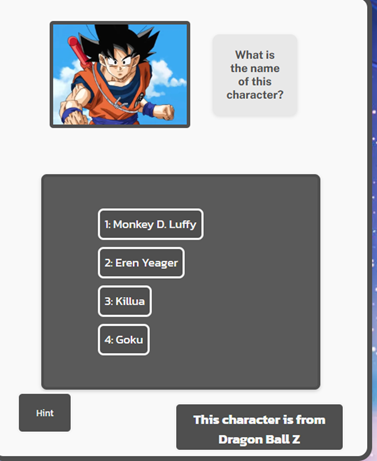 What is
the name
of this
character?
1: Monkey D. Luffy
2: Eren Yeager
3: Killua
4: Goku
Hint
This character is from
Dragon Ball Z